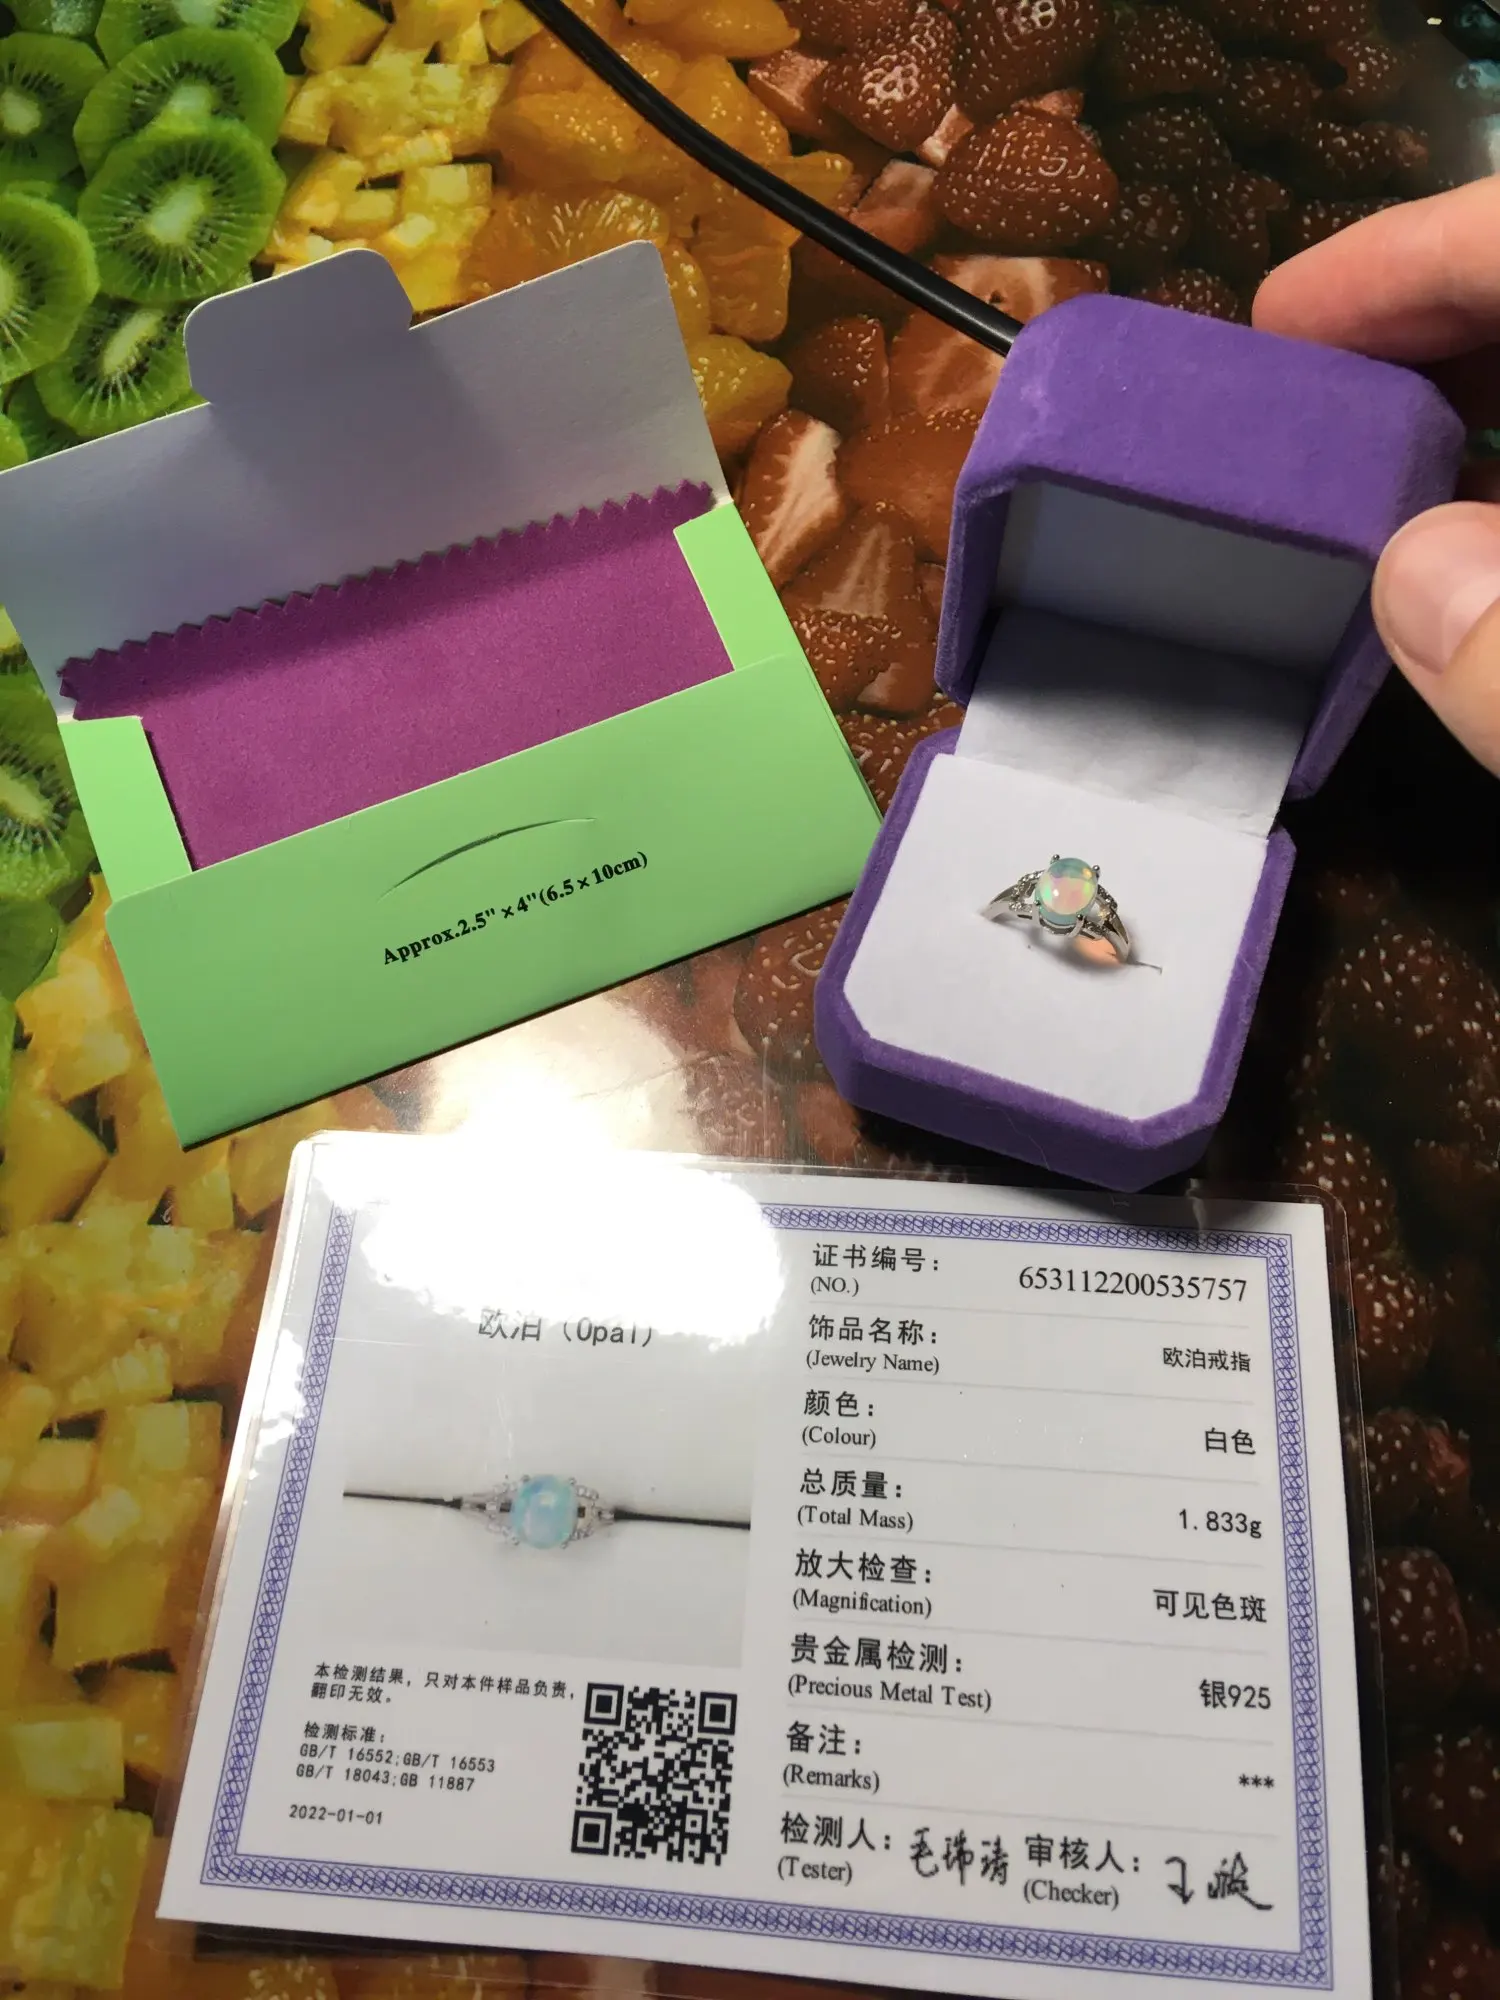 Approx.2.5"×4"(6.5×10cm)
欧泊（Opal）
本检测结果，只对本件样品负责，
翻印无效。
检测标准：
GB/T 16552;GB/T 16553
GB/T 18043;GB 11887
2022-01-01
证书编号： 653112200535757
(NO.)
饰品名称： 欧泊戒指
(Jewelry Name)
颜色： 白色
(Colour)
总质量： 1.833g
(Total Mass)
放大检查： 可见色斑
(Magnification)
贵金属检测： 银925
(Precious Metal Test)
备注： ***
(Remarks)
检测人： 审核人：
(Tester) (Checker)